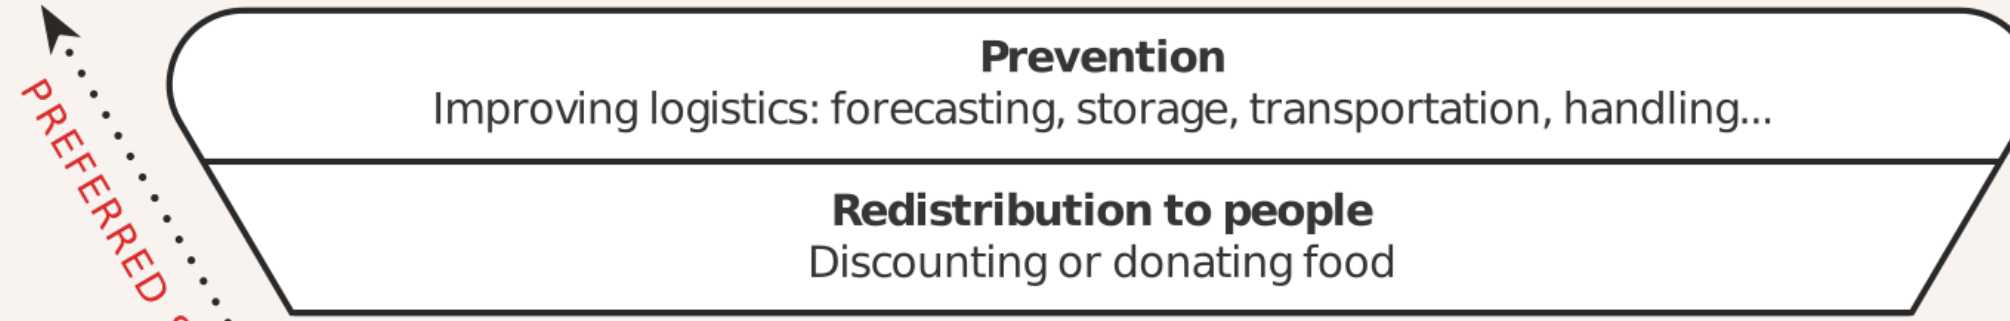 Prevention
Improving logistics: forecasting, storage, transportation, handling...
PREFERRED
Redistribution to people
Discounting or donating food